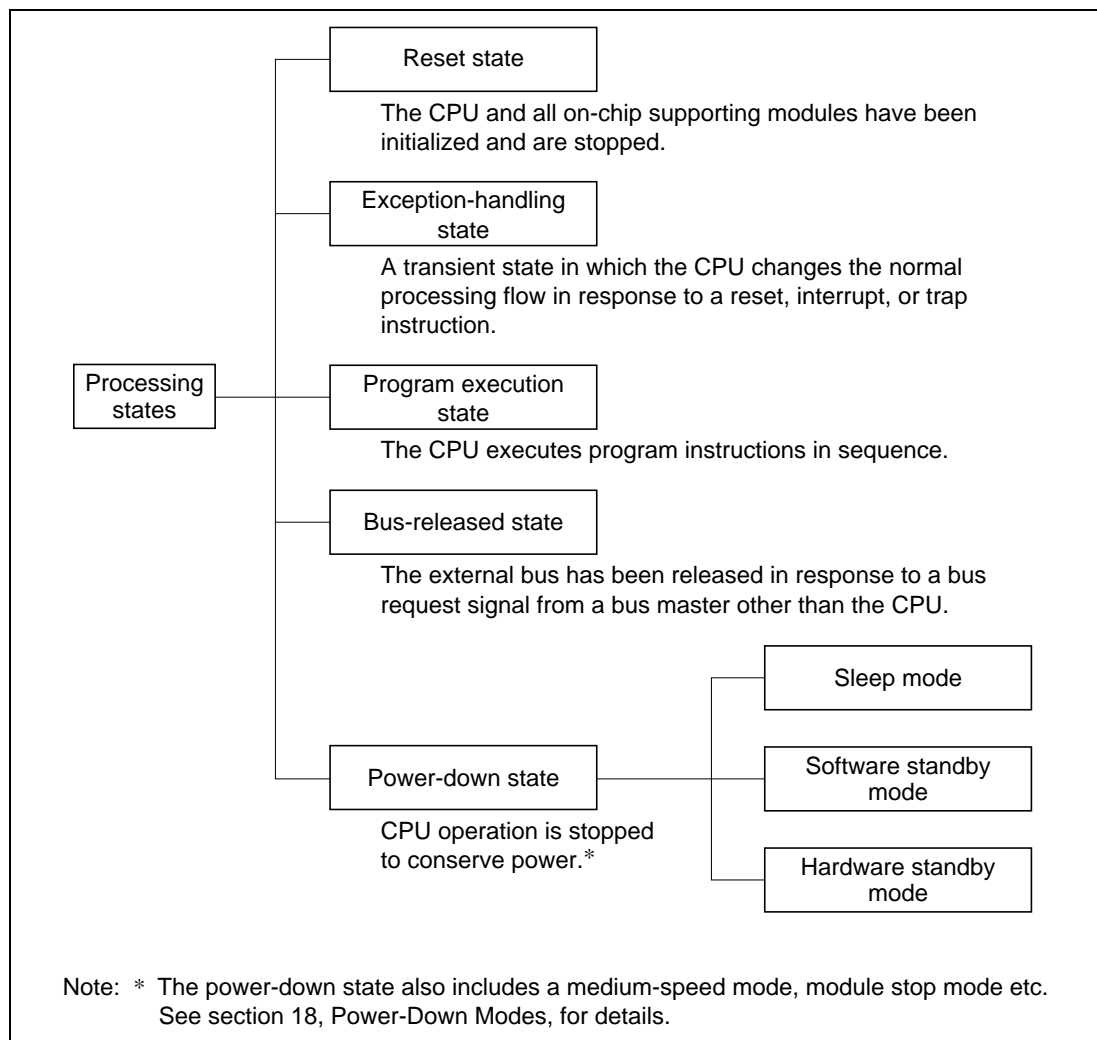 Reset state
The CPU and all on-chip supporting modules have been
initialized and are stopped.
Exception-handling
state
A transient state in which the CPU changes the normal
processing flow in response to a reset, interrupt, or trap
instruction.
Processing
states
Program execution
state
The CPU executes program instructions in sequence.
Bus-released state
The external bus has been released in response to a bus
request signal from a bus master other than the CPU.
Sleep mode
Power-down state
CPU operation is stopped
to conserve power.*
Software standby
mode
Hardware standby
mode
Note: * The power-down state also includes a medium-speed mode, module stop mode etc.
See section 18, Power-Down Modes, for details.